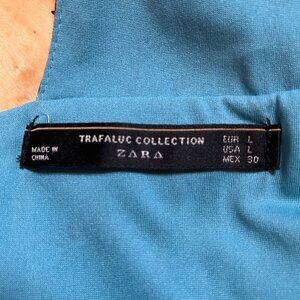 MADE IN
CHINA
TRAFALUC COLLECTION
ZARA
EUR L
USA L
MEX 30